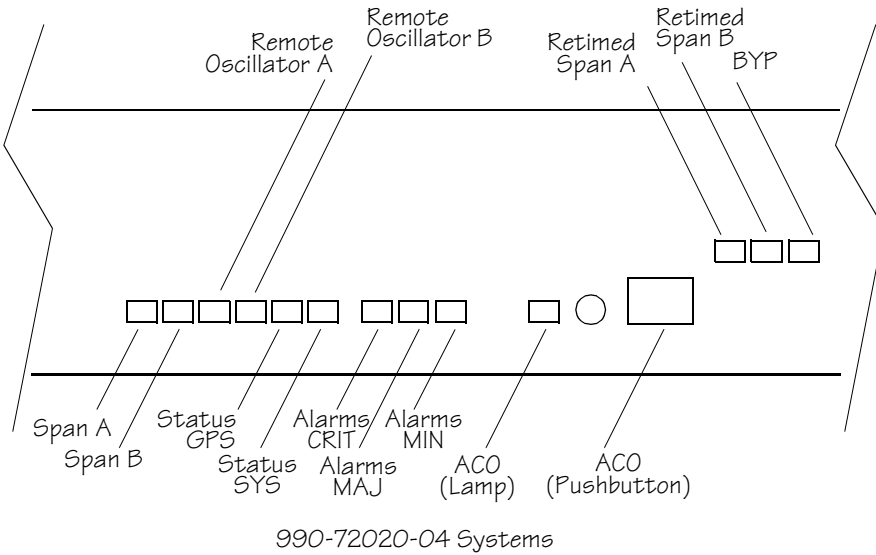 Remote
Oscillator A
Remote
Oscillator B
Retimed
Span A
Retimed
Span B
BYP
Span A
Span B
Status
GPS
Status
SYS
Alarms
CRIT
Alarms
MAJ
Alarms
MIN
ACO
(Lamp)
ACO
(Pushbutton)
990-72020-04 Systems